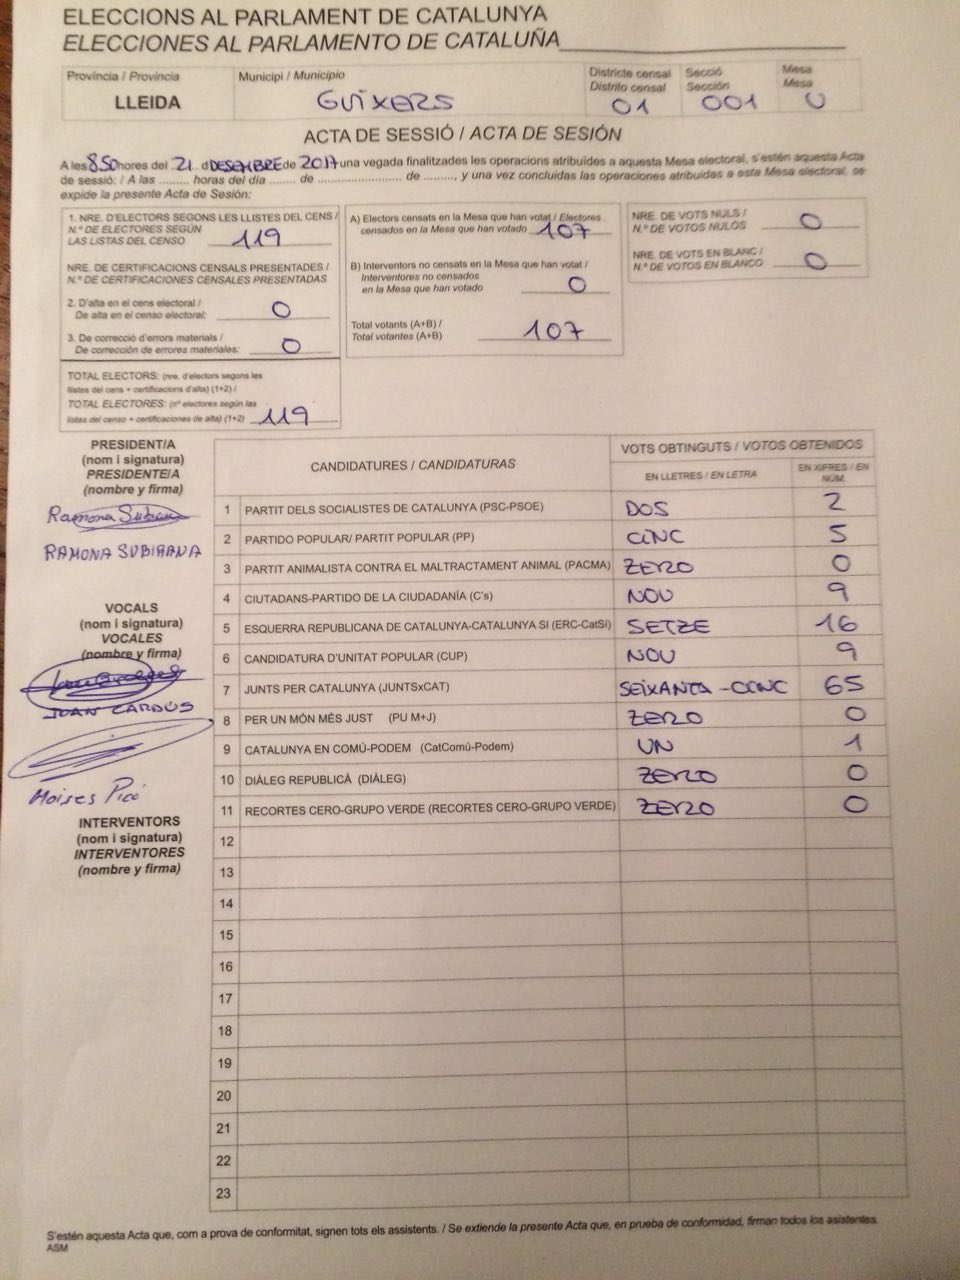 ELECCIONS AL PARLAMENT DE CATALUNYA
ELECCIONES AL PARLAMENTO DE CATALUÑA
Província / Provincia
LLEIDA
Municipi / Municipio
GUIXERS
Districte censal
Distrito censal
01
Secció
Sección
001
Mesa
Mesa
U
ACTA DE SESSIÓ / ACTA DE SESIÓN
A les 8.50 hores del 21. d DESEMBRE de 2017 una vegada finalitzades les operacions atribuïdes a aquesta Mesa electoral, s'estén aquesta Acta
de sessió: / A las ......... horas del día ........ de ........................ de ........., y una vez concluidas las operaciones atribuidas a esta Mesa electoral, se
expide la presente Acta de Sesión:
1. NRE. D'ELECTORS SEGONS LES LLISTES DEL CENS /
N.º DE ELECTORES SEGÚN
LAS LISTAS DEL CENSO 119
NRE. DE CERTIFICACIONS CENSALS PRESENTADES /
N.º DE CERTIFICACIONES CENSALES PRESENTADAS
2. D'alta en el cens electoral /
De alta en el censo electoral: 0
3. De correcció d'errors materials /
De corrección de errores materiales: 0
TOTAL ELECTORS: (nre. d'electors segons les
llistes del cens + certificacions d'alta) (1+2) /
TOTAL ELECTORES: (nº electores según las
listas del censo + certificaciones de alta) (1+2) 119
A) Electors censats en la Mesa que han votat / Electores
censados en la Mesa que han votado 107
B) Interventors no censats en la Mesa que han votat /
Interventores no censados
en la Mesa que han votado 0
Total votants (A+B) /
Total votantes (A+B) 107
NRE. DE VOTS NULS /
N.º DE VOTOS NULOS 0
NRE. DE VOTS EN BLANC /
N.º DE VOTOS EN BLANCO 0
PRESIDENT/A
(nom i signatura)
PRESIDENTE/A
(nombre y firma)
Ramona Subirana
RAMONA SUBIRANA
VOCALS
(nom i signatura)
VOCALES
(nombre y firma)
JUAN CARDÚS
Moises Picó
INTERVENTORS
(nom i signatura)
INTERVENTORES
(nombre y firma)
CANDIDATURES / CANDIDATURAS
VOTS OBTINGUTS / VOTOS OBTENIDOS
EN LLETRES / EN LETRA
EN XIFRES / EN
NÚM.
1 PARTIT DELS SOCIALISTES DE CATALUNYA (PSC-PSOE) DOS 2
2 PARTIDO POPULAR/ PARTIT POPULAR (PP) CINC 5
3 PARTIT ANIMALISTA CONTRA EL MALTRACTAMENT ANIMAL (PACMA) ZERO 0
4 CIUTADANS-PARTIDO DE LA CIUDADANÍA (C's) NOU 9
5 ESQUERRA REPUBLICANA DE CATALUNYA-CATALUNYA SÍ (ERC-CatSí) SETZE 16
6 CANDIDATURA D'UNITAT POPULAR (CUP) NOU 9
7 JUNTS PER CATALUNYA (JUNTSxCAT) SEIXANTA-CINC 65
8 PER UN MÓN MÉS JUST (PU M+J) ZERO 0
9 CATALUNYA EN COMÚ-PODEM (CatComú-Podem) UN 1
10 DIÀLEG REPUBLICÀ (DIÀLEG) ZERO 0
11 RECORTES CERO-GRUPO VERDE (RECORTES CERO-GRUPO VERDE) ZERO 0
12
13
14
15
16
17
18
19
20
21
22
23
S'estén aquesta Acta que, com a prova de conformitat, signen tots els assistents. / Se extiende la presente Acta que, en prueba de conformidad, firman todos los asistentes.
ASM